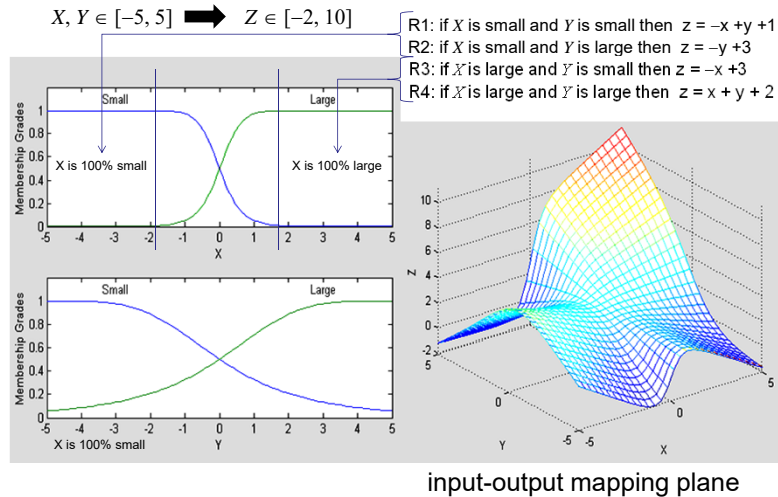 X, Y ∈ [−5, 5] Z ∈ [−2, 10]
R1: if X is small and Y is small then z = −x +y +1
R2: if X is small and Y is large then z = −y +3
R3: if X is large and Y is small then z = −x +3
R4: if X is large and Y is large then z = x + y + 2
Small Large
Membership Grades
1
0.8
0.6
0.4
0.2
0
X is 100% small X is 100% large
-5 -4 -3 -2 -1 0 1 2 3 4 5
X
Small Large
Membership Grades
1
0.8
0.6
0.4
0.2
0
-5 -4 -3 -2 -1 0 1 2 3 4 5
X is 100% small Y
Z
10
8
6
4
2
0
-2
5
0
-5
Y
-5
0
5
X
input-output mapping plane